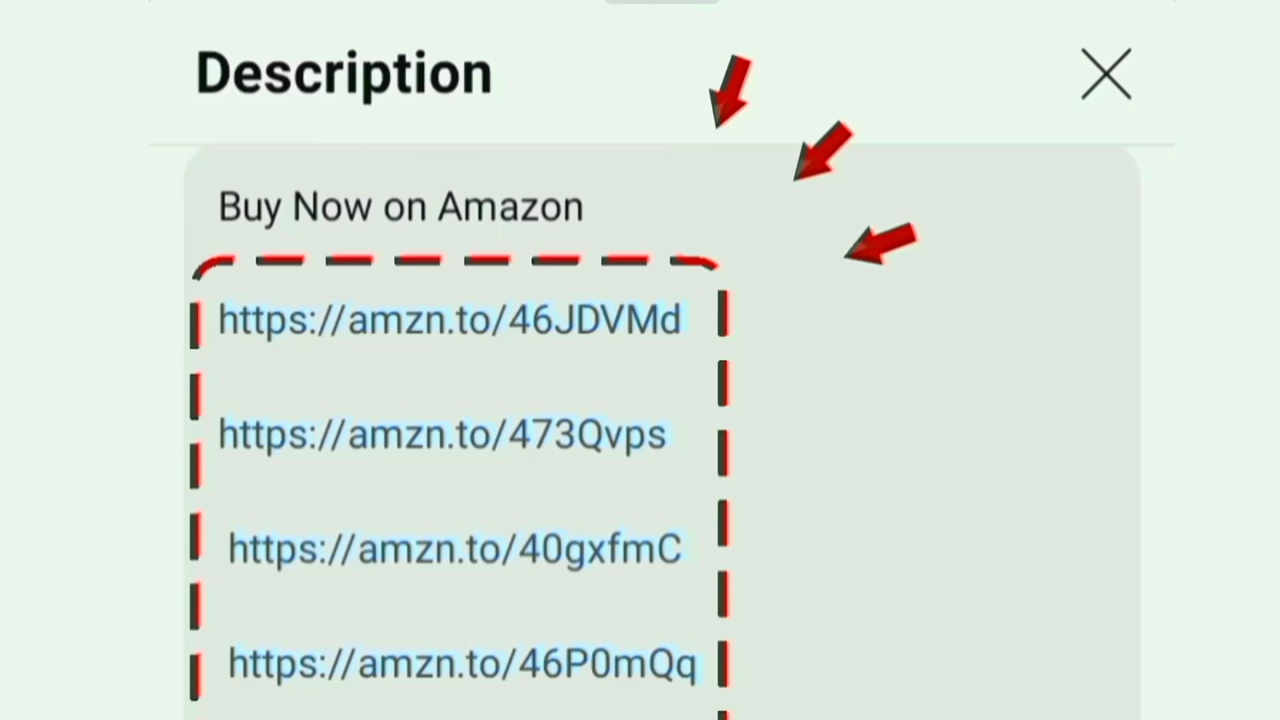 Description
Buy Now on Amazon
https://amzn.to/46JDVMd
https://amzn.to/473Qvps
https://amzn.to/40gxfmC
https://amzn.to/46P0mQq